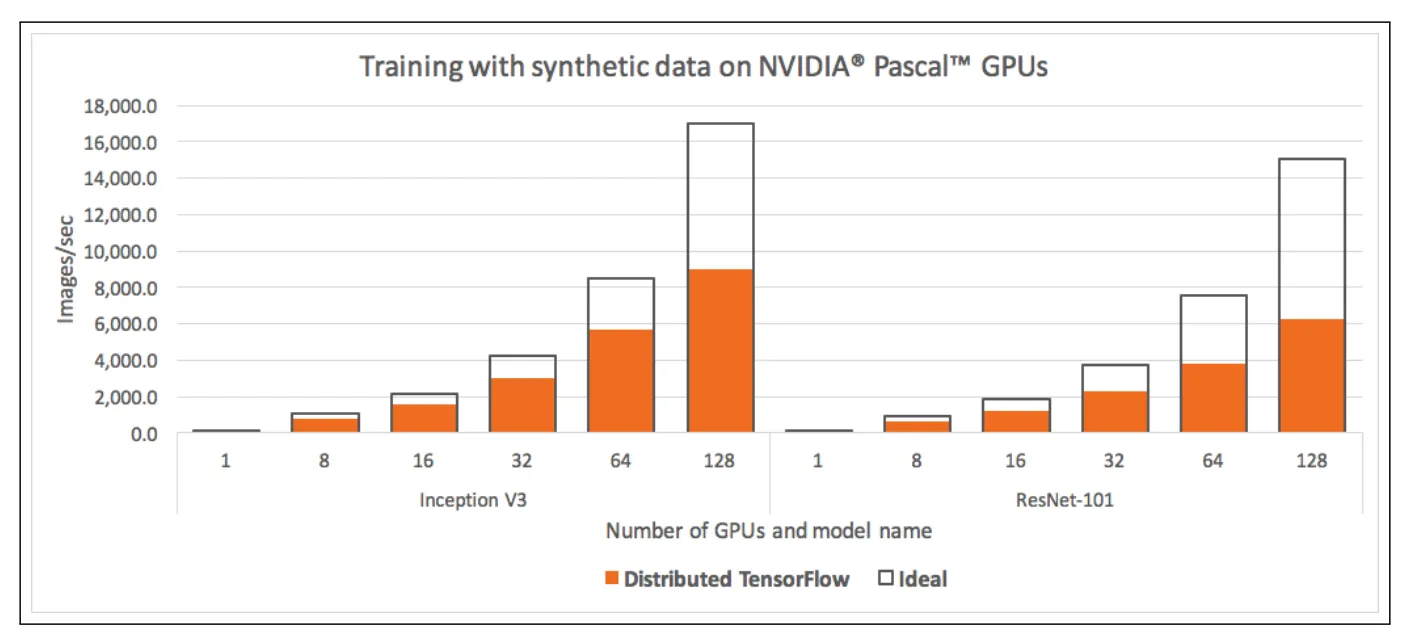 Training with synthetic data on NVIDIA® Pascal™ GPUs
18,000.0
16,000.0
14,000.0
12,000.0
10,000.0
8,000.0
6,000.0
4,000.0
2,000.0
0.0
Images/sec
1 8 16 32 64 128 1 8 16 32 64 128
Inception V3 ResNet-101
Number of GPUs and model name
Distributed TensorFlow Ideal